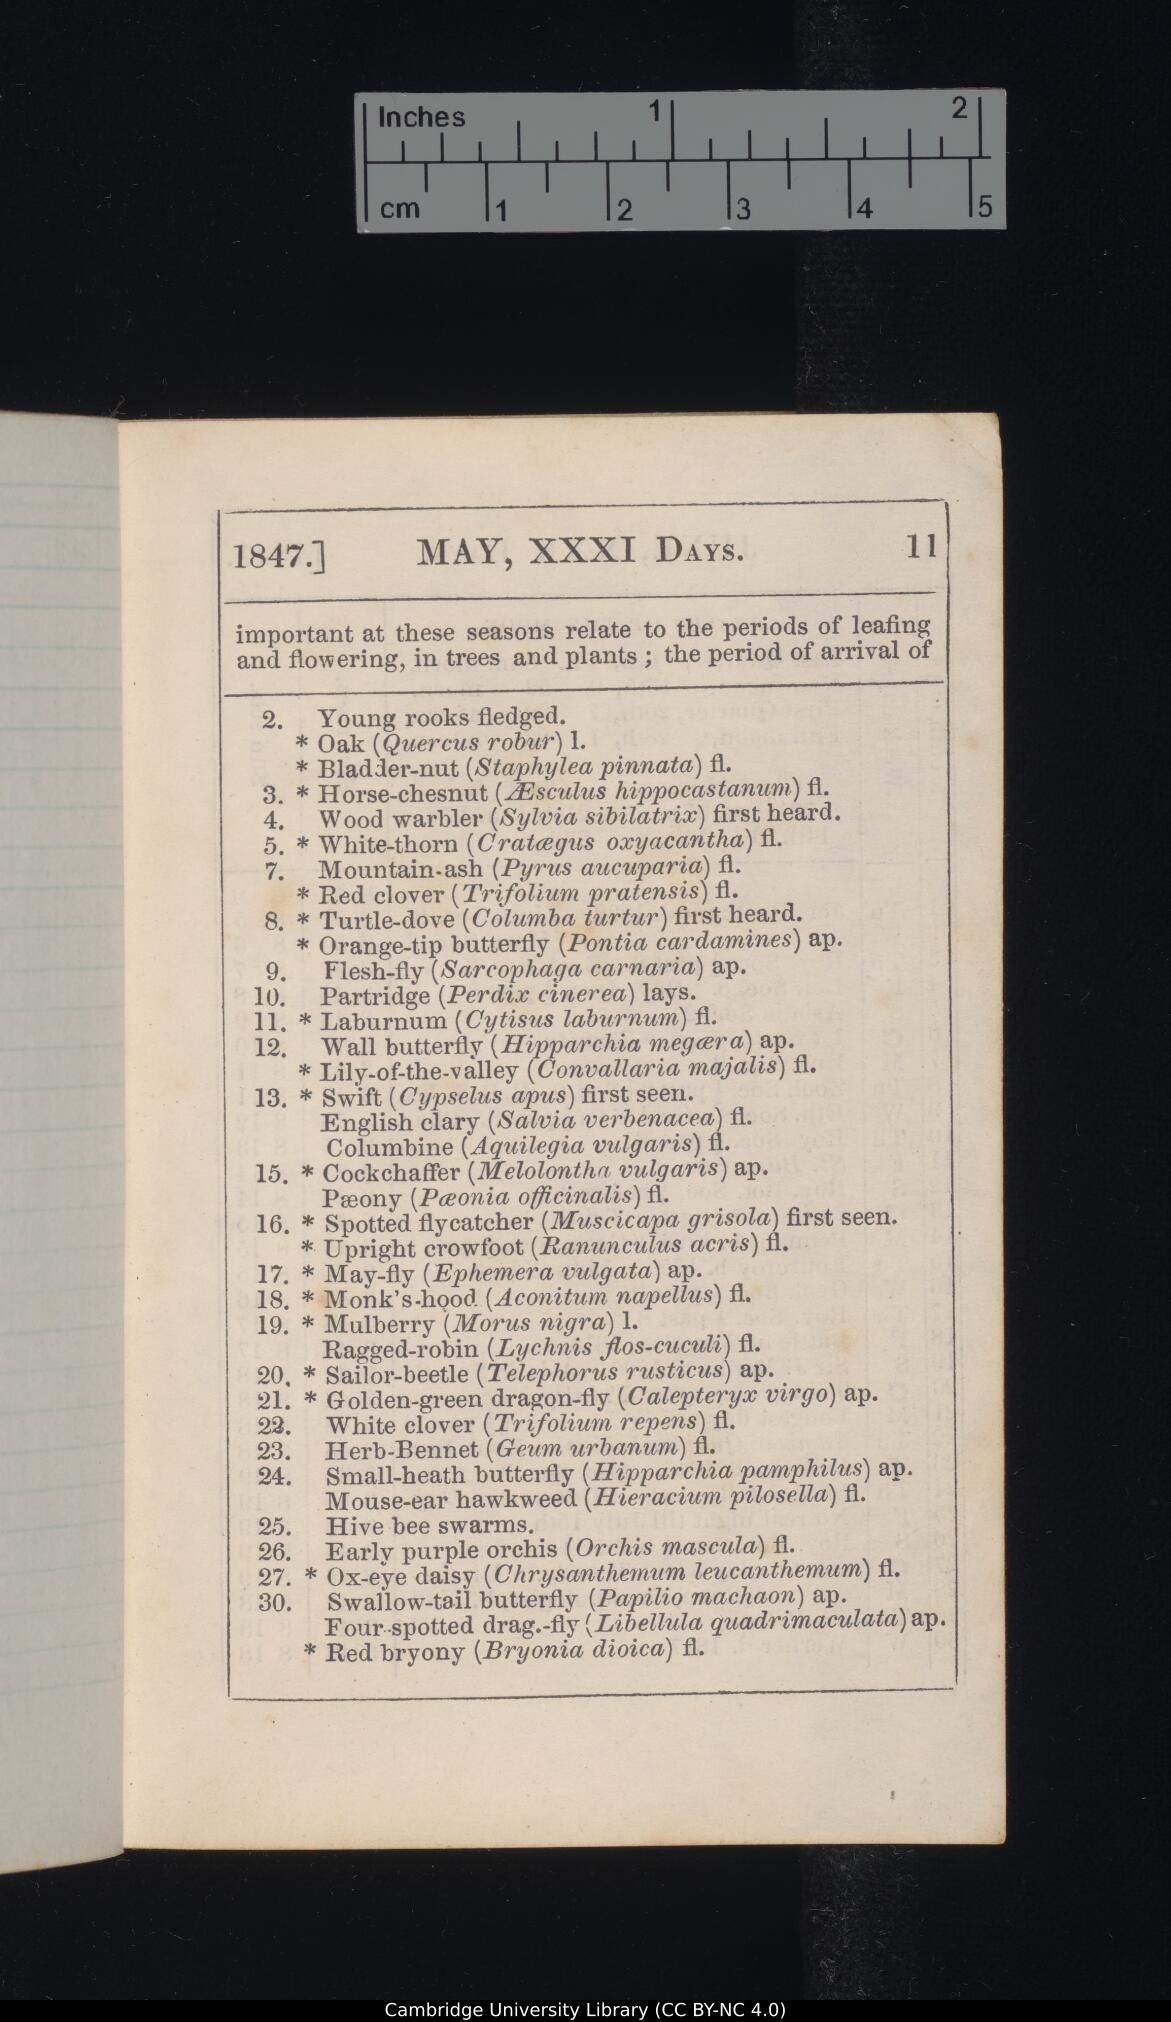 Inches 1 2
cm 1 2 3 4 5
1847.] MAY, XXXI DAYS. 11
important at these seasons relate to the periods of leafing
and flowering, in trees and plants ; the period of arrival of
2. Young rooks fledged.
* Oak (Quercus robur) l.
* Bladder-nut (Staphylea pinnata) fl.
3. * Horse-chesnut (Æsculus hippocastanum) fl.
4. Wood warbler (Sylvia sibilatrix) first heard.
5. * White-thorn (Cratægus oxyacantha) fl.
7. Mountain-ash (Pyrus aucuparia) fl.
* Red clover (Trifolium pratensis) fl.
8. * Turtle-dove (Columba turtur) first heard.
* Orange-tip butterfly (Pontia cardamines) ap.
9. Flesh-fly (Sarcophaga carnaria) ap.
10. Partridge (Perdix cinerea) lays.
11. * Laburnum (Cytisus laburnum) fl.
12. Wall butterfly (Hipparchia megæra) ap.
* Lily-of-the-valley (Convallaria majalis) fl.
13. * Swift (Cypselus apus) first seen.
English clary (Salvia verbenacea) fl.
Columbine (Aquilegia vulgaris) fl.
15. * Cockchaffer (Melolontha vulgaris) ap.
Pæony (Pæonia officinalis) fl.
16. * Spotted flycatcher (Muscicapa grisola) first seen.
* Upright crowfoot (Ranunculus acris) fl.
17. * May-fly (Ephemera vulgata) ap.
18. * Monk's-hood (Aconitum napellus) fl.
19. * Mulberry (Morus nigra) l.
Ragged-robin (Lychnis flos-cuculi) fl.
20. * Sailor-beetle (Telephorus rusticus) ap.
21. * Golden-green dragon-fly (Calepteryx virgo) ap.
22. White clover (Trifolium repens) fl.
23. Herb-Bennet (Geum urbanum) fl.
24. Small-heath butterfly (Hipparchia pamphilus) ap.
Mouse-ear hawkweed (Hieracium pilosella) fl.
25. Hive bee swarms.
26. Early purple orchis (Orchis mascula) fl.
27. * Ox-eye daisy (Chrysanthemum leucanthemum) fl.
30. Swallow-tail butterfly (Papilio machaon) ap.
Four-spotted drag.-fly (Libellula quadrimaculata) ap.
* Red bryony (Bryonia dioica) fl.
Cambridge University Library (CC BY-NC 4.0)